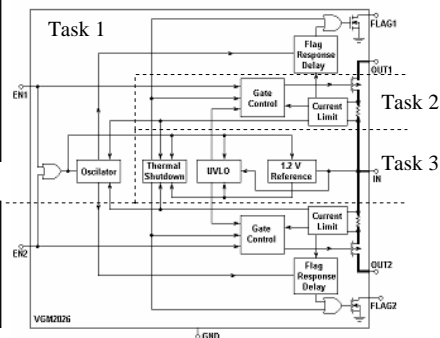 Task 1
FLAG1
Flag
Response
Delay
OUT1
EN1
Gate
Control
Current
Limit
Task 2
Task 3
Oscilator
Thermal
Shutdown
UVLO
1.2 V
Reference
IN
Current
Limit
Gate
Control
EN2
OUT2
Flag
Response
Delay
FLAG2
VGM2026
GND